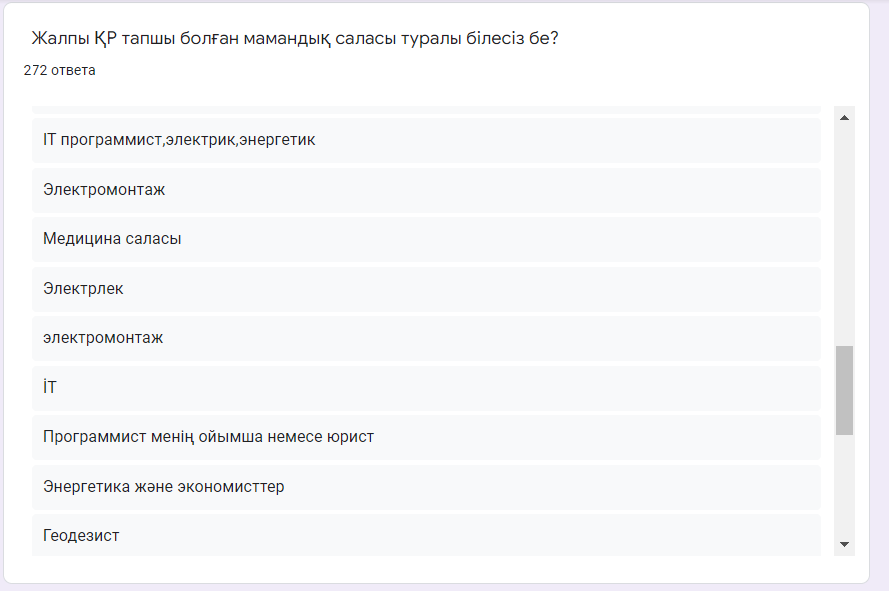 Жалпы ҚР тапшы болған мамандық саласы туралы білесіз бе?
272 ответа
IT программист,электрик,энергетик
Электромонтаж
Медицина саласы
Электрлек
электромонтаж
İT
Программист менің ойымша немесе юрист
Энергетика және экономисттер
Геодезист